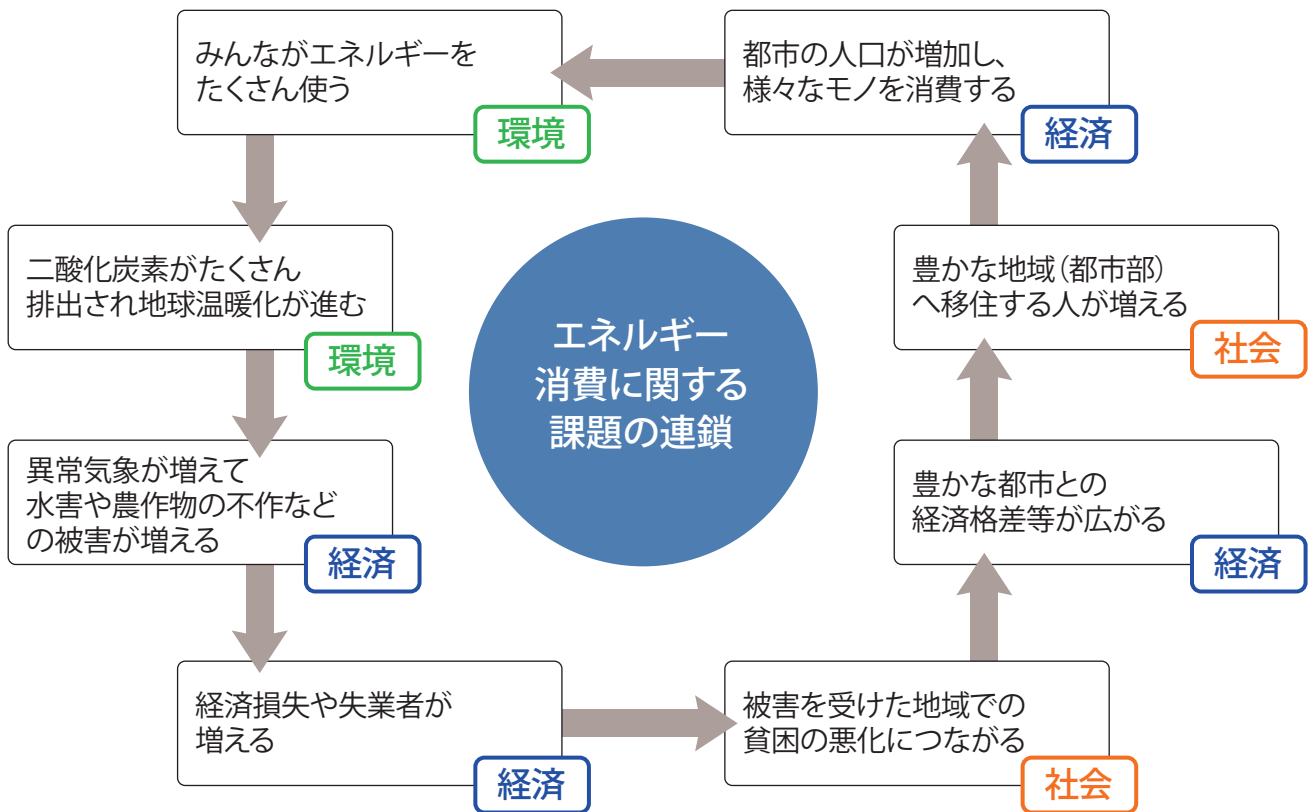 みんながエネルギーを
たくさん使う
環境
二酸化炭素がたくさん
排出され地球温暖化が進む
環境
異常気象が増えて
水害や農作物の不作など
の被害が増える
経済
経済損失や失業者が
増える
経済
被害を受けた地域での
貧困の悪化につながる
社会
豊かな都市との
経済格差等が広がる
経済
豊かな地域（都市部）
へ移住する人が増える
社会
都市の人口が増加し、
様々なモノを消費する
経済
エネルギー
消費に関する
課題の連鎖